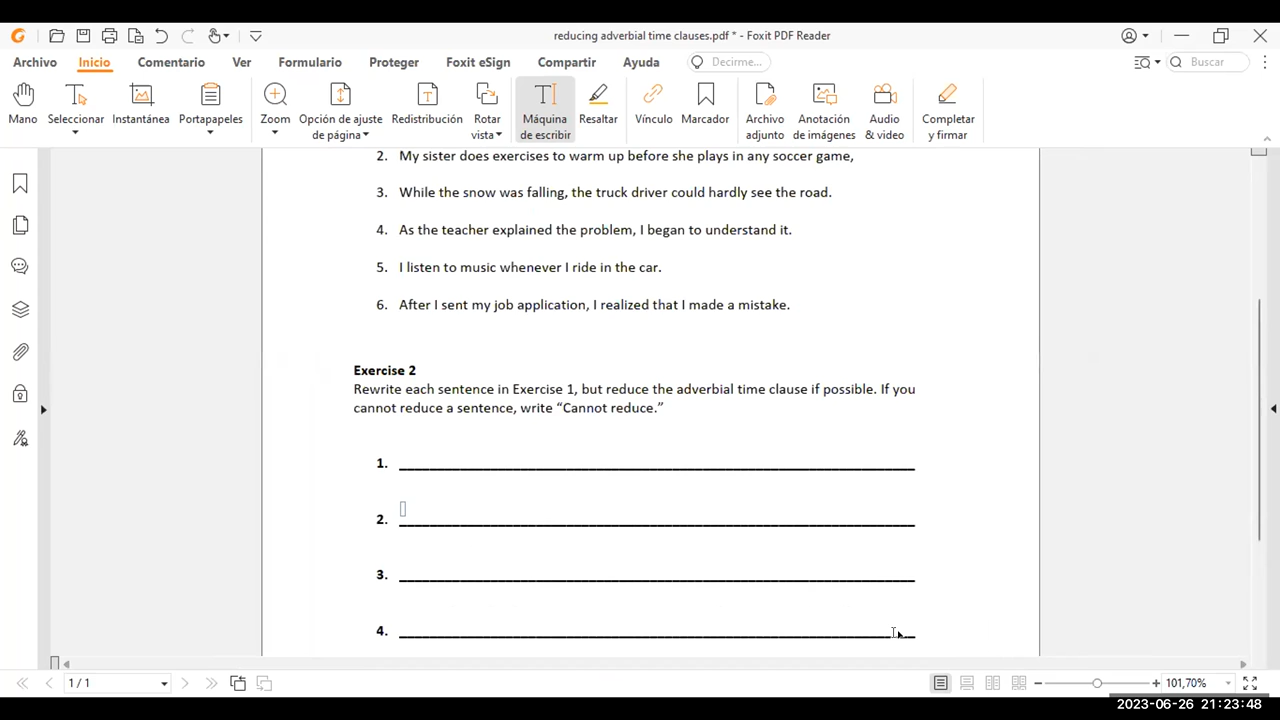 reducing adverbial time clauses.pdf * - Foxit PDF Reader
Archivo Inicio Comentario Ver Formulario Proteger Foxit eSign Compartir Ayuda Decirme... Buscar
Mano Seleccionar Instantánea Portapapeles Zoom Opción de ajuste de página Redistribución Rotar vista Máquina de escribir Resaltar Vínculo Marcador Archivo adjunto Anotación de imágenes Audio & video Completar y firmar
2. My sister does exercises to warm up before she plays in any soccer game,
3. While the snow was falling, the truck driver could hardly see the road.
4. As the teacher explained the problem, I began to understand it.
5. I listen to music whenever I ride in the car.
6. After I sent my job application, I realized that I made a mistake.
Exercise 2
Rewrite each sentence in Exercise 1, but reduce the adverbial time clause if possible. If you
cannot reduce a sentence, write “Cannot reduce.”
1.
2.
3.
4.
1 / 1 101,70%
2023-06-26 21:23:48